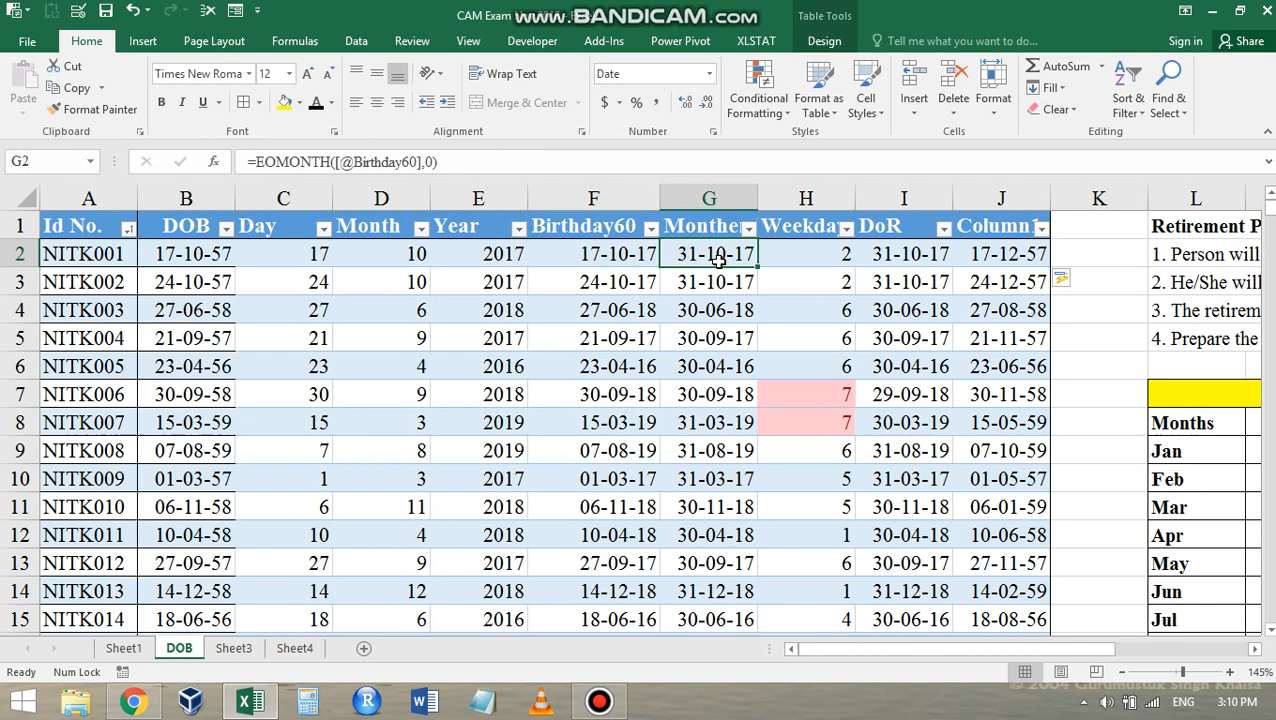 CAM Exam
www.BANDICAM.com
Table Tools
File Home Insert Page Layout Formulas Data Review View Developer Add-Ins Power Pivot XLSTAT Design Tell me what you want to do Sign in Share
Paste
Cut
Copy
Format Painter
Clipboard
Times New Roma 12
B I U
Font
Wrap Text
Merge & Center
Alignment
Date
Number
Conditional Formatting
Format as Table
Cell Styles
Styles
Insert Delete Format
Cells
AutoSum
Fill
Clear
Sort & Filter
Find & Select
Editing
G2 =EOMONTH([@Birthday60],0)
A B C D E F G H I J K L
1 Id No. DOB Day Month Year Birthday60 Monthe Weekda DoR Column1 Retirement P
2 NITK001 17-10-57 17 10 2017 17-10-17 31-10-17 2 31-10-17 17-12-57 1. Person will
3 NITK002 24-10-57 24 10 2017 24-10-17 31-10-17 2 31-10-17 24-12-57 2. He/She will
4 NITK003 27-06-58 27 6 2018 27-06-18 30-06-18 6 30-06-18 27-08-58 3. The retirem
5 NITK004 21-09-57 21 9 2017 21-09-17 30-09-17 6 30-09-17 21-11-57 4. Prepare the
6 NITK005 23-04-56 23 4 2016 23-04-16 30-04-16 6 30-04-16 23-06-56
7 NITK006 30-09-58 30 9 2018 30-09-18 30-09-18 7 29-09-18 30-11-58
8 NITK007 15-03-59 15 3 2019 15-03-19 31-03-19 7 30-03-19 15-05-59 Months
9 NITK008 07-08-59 7 8 2019 07-08-19 31-08-19 6 31-08-19 07-10-59 Jan
10 NITK009 01-03-57 1 3 2017 01-03-17 31-03-17 5 31-03-17 01-05-57 Feb
11 NITK010 06-11-58 6 11 2018 06-11-18 30-11-18 5 30-11-18 06-01-59 Mar
12 NITK011 10-04-58 10 4 2018 10-04-18 30-04-18 1 30-04-18 10-06-58 Apr
13 NITK012 27-09-57 27 9 2017 27-09-17 30-09-17 6 30-09-17 27-11-57 May
14 NITK013 14-12-58 14 12 2018 14-12-18 31-12-18 1 31-12-18 14-02-59 Jun
15 NITK014 18-06-56 18 6 2016 18-06-16 30-06-16 4 30-06-16 18-08-56 Jul
Sheet1 DOB Sheet3 Sheet4
Ready Num Lock 145%
© 2004 Gurumustuk Singh Khalsa
ENG 3:10 PM